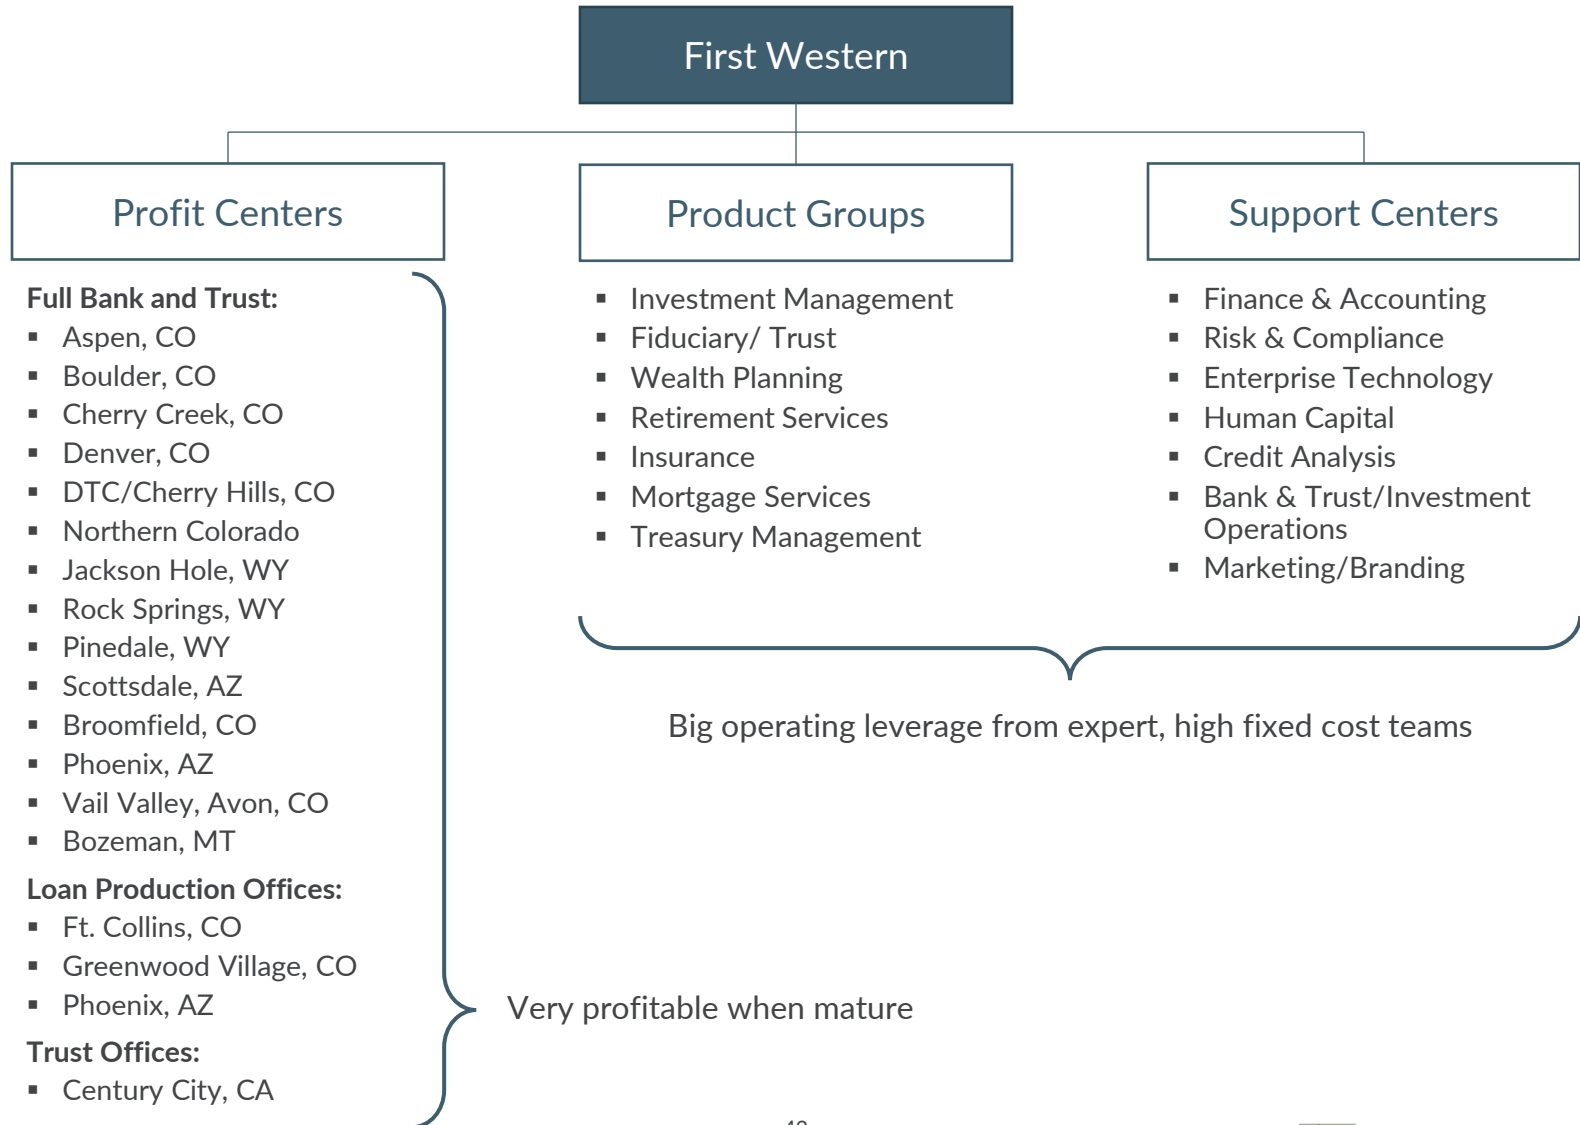 First Western
Profit Centers
Full Bank and Trust:
▪ Aspen, CO
▪ Boulder, CO
▪ Cherry Creek, CO
▪ Denver, CO
▪ DTC/Cherry Hills, CO
▪ Northern Colorado
▪ Jackson Hole, WY
▪ Rock Springs, WY
▪ Pinedale, WY
▪ Scottsdale, AZ
▪ Broomfield, CO
▪ Phoenix, AZ
▪ Vail Valley, Avon, CO
▪ Bozeman, MT
Loan Production Offices:
▪ Ft. Collins, CO
▪ Greenwood Village, CO
▪ Phoenix, AZ
Trust Offices:
▪ Century City, CA
Very profitable when mature
Product Groups
▪ Investment Management
▪ Fiduciary/ Trust
▪ Wealth Planning
▪ Retirement Services
▪ Insurance
▪ Mortgage Services
▪ Treasury Management
Support Centers
▪ Finance & Accounting
▪ Risk & Compliance
▪ Enterprise Technology
▪ Human Capital
▪ Credit Analysis
▪ Bank & Trust/Investment
Operations
▪ Marketing/Branding
Big operating leverage from expert, high fixed cost teams